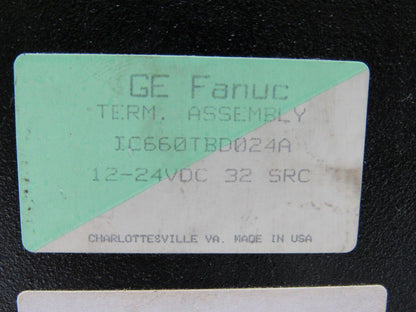 GE Fanuc
TERM. ASSEMBLY
IC660TBD024A
12-24VDC 32 SRC
CHARLOTTESVILLE VA. MADE IN USA